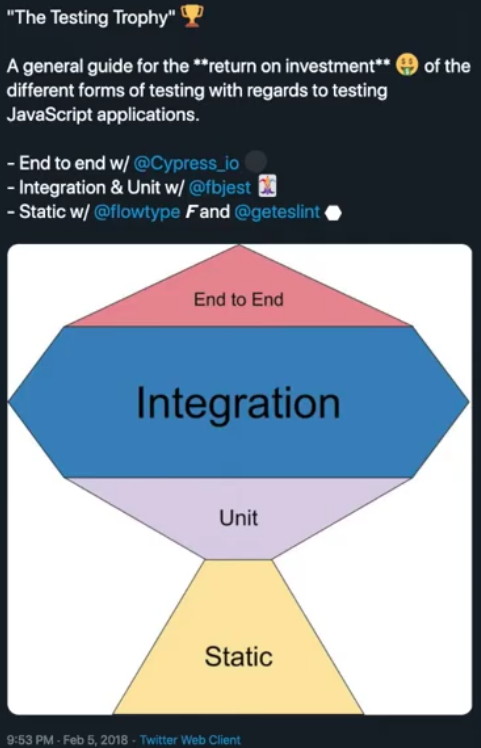 "The Testing Trophy" 🏆
A general guide for the **return on investment** 🤑 of the
different forms of testing with regards to testing
JavaScript applications.
- End to end w/ @Cypress_io ⚫
- Integration & Unit w/ @fbjest 🃏
- Static w/ @flowtype 𝙁 and @geteslint ⬣
End to End
Integration
Unit
Static
9:53 PM · Feb 5, 2018 · Twitter Web Client